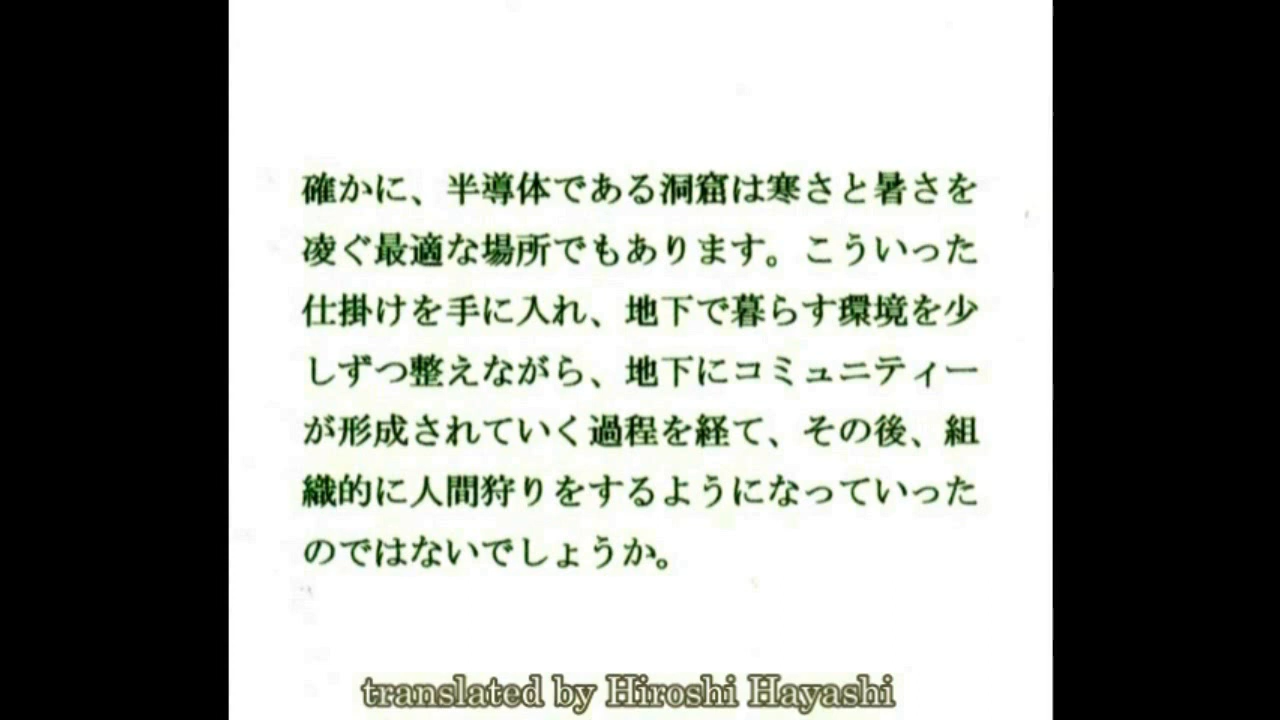 確かに、半導体である洞窟は寒さと暑さを
凌ぐ最適な場所でもあります。こういった
仕掛けを手に入れ、地下で暮らす環境を少
しずつ整えながら、地下にコミュニティー
が形成されていく過程を経て、その後、組
織的に人間狩りをするようになっていった
のではないでしょうか。
translated by Hiroshi Hayashi